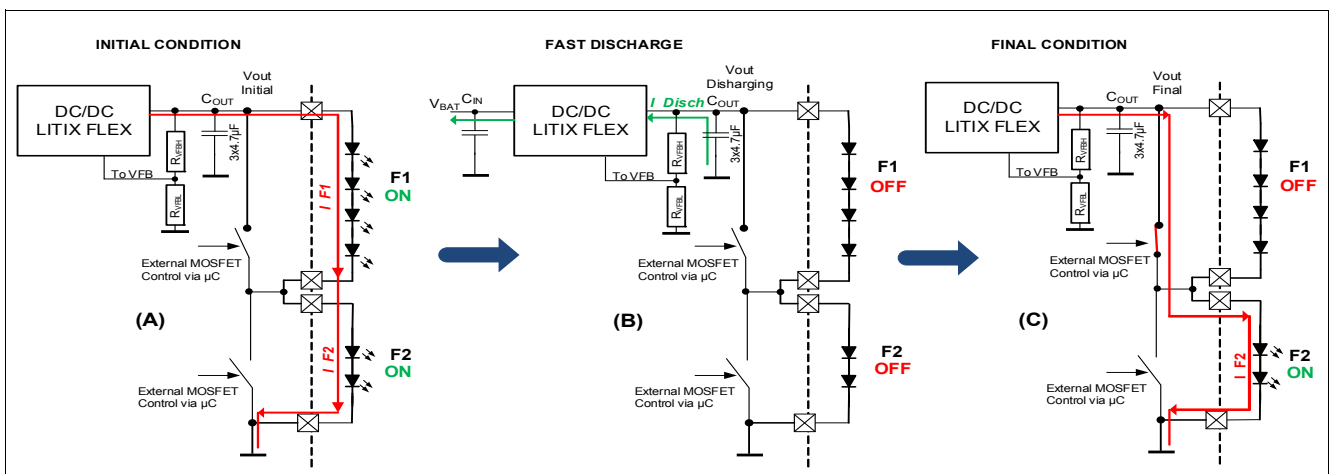 INITIAL CONDITION
DC/DC
LITIX FLEX
Vout
Initial
COUT
3x4.7µF
RVFBH
To VFB
RVFBL
I F1
F1
ON
External MOSFET
Control via µC
(A)
I F2
F2
ON
External MOSFET
Control via µC
FAST DISCHARGE
VBAT
CIN
DC/DC
LITIX FLEX
Vout
Disharging
I Disch
COUT
3x4.7µF
RVFBH
To VFB
RVFBL
F1
OFF
External MOSFET
Control via µC
(B)
F2
OFF
External MOSFET
Control via µC
FINAL CONDITION
DC/DC
LITIX FLEX
Vout
Final
COUT
3x4.7µF
RVFBH
To VFB
RVFBL
F1
OFF
External MOSFET
Control via µC
(C)
I F2
F2
ON
External MOSFET
Control via µC